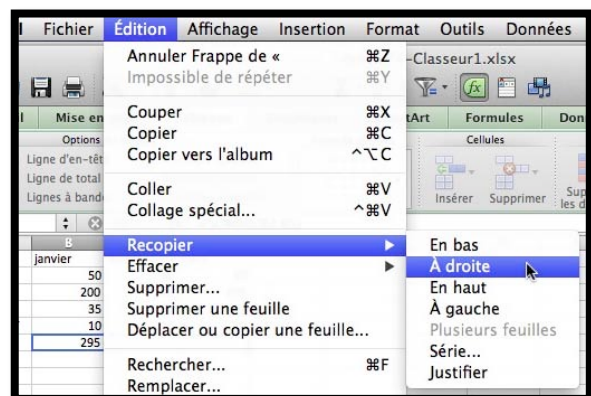 Fichier Édition Affichage Insertion Format Outils Données
Annuler Frappe de « ⌘Z
-Classeur1.xlsx
Impossible de répéter ⌘Y
fx
Mise en
tArt Formules Don
Couper ⌘X
Copier ⌘C
Copier vers l'album ^⌥C
Options
Cellules
Ligne d'en-têt
Ligne de total
Lignes à band
Insérer Supprimer Sup
les d
Coller ⌘V
Collage spécial... ^⌘V
B
Recopier
Effacer
Supprimer...
Supprimer une feuille
Déplacer ou copier une feuille...
Rechercher... ⌘F
Remplacer...
En bas
À droite
En haut
À gauche
Plusieurs feuilles
Série...
Justifier
janvier
50
200
35
10
295